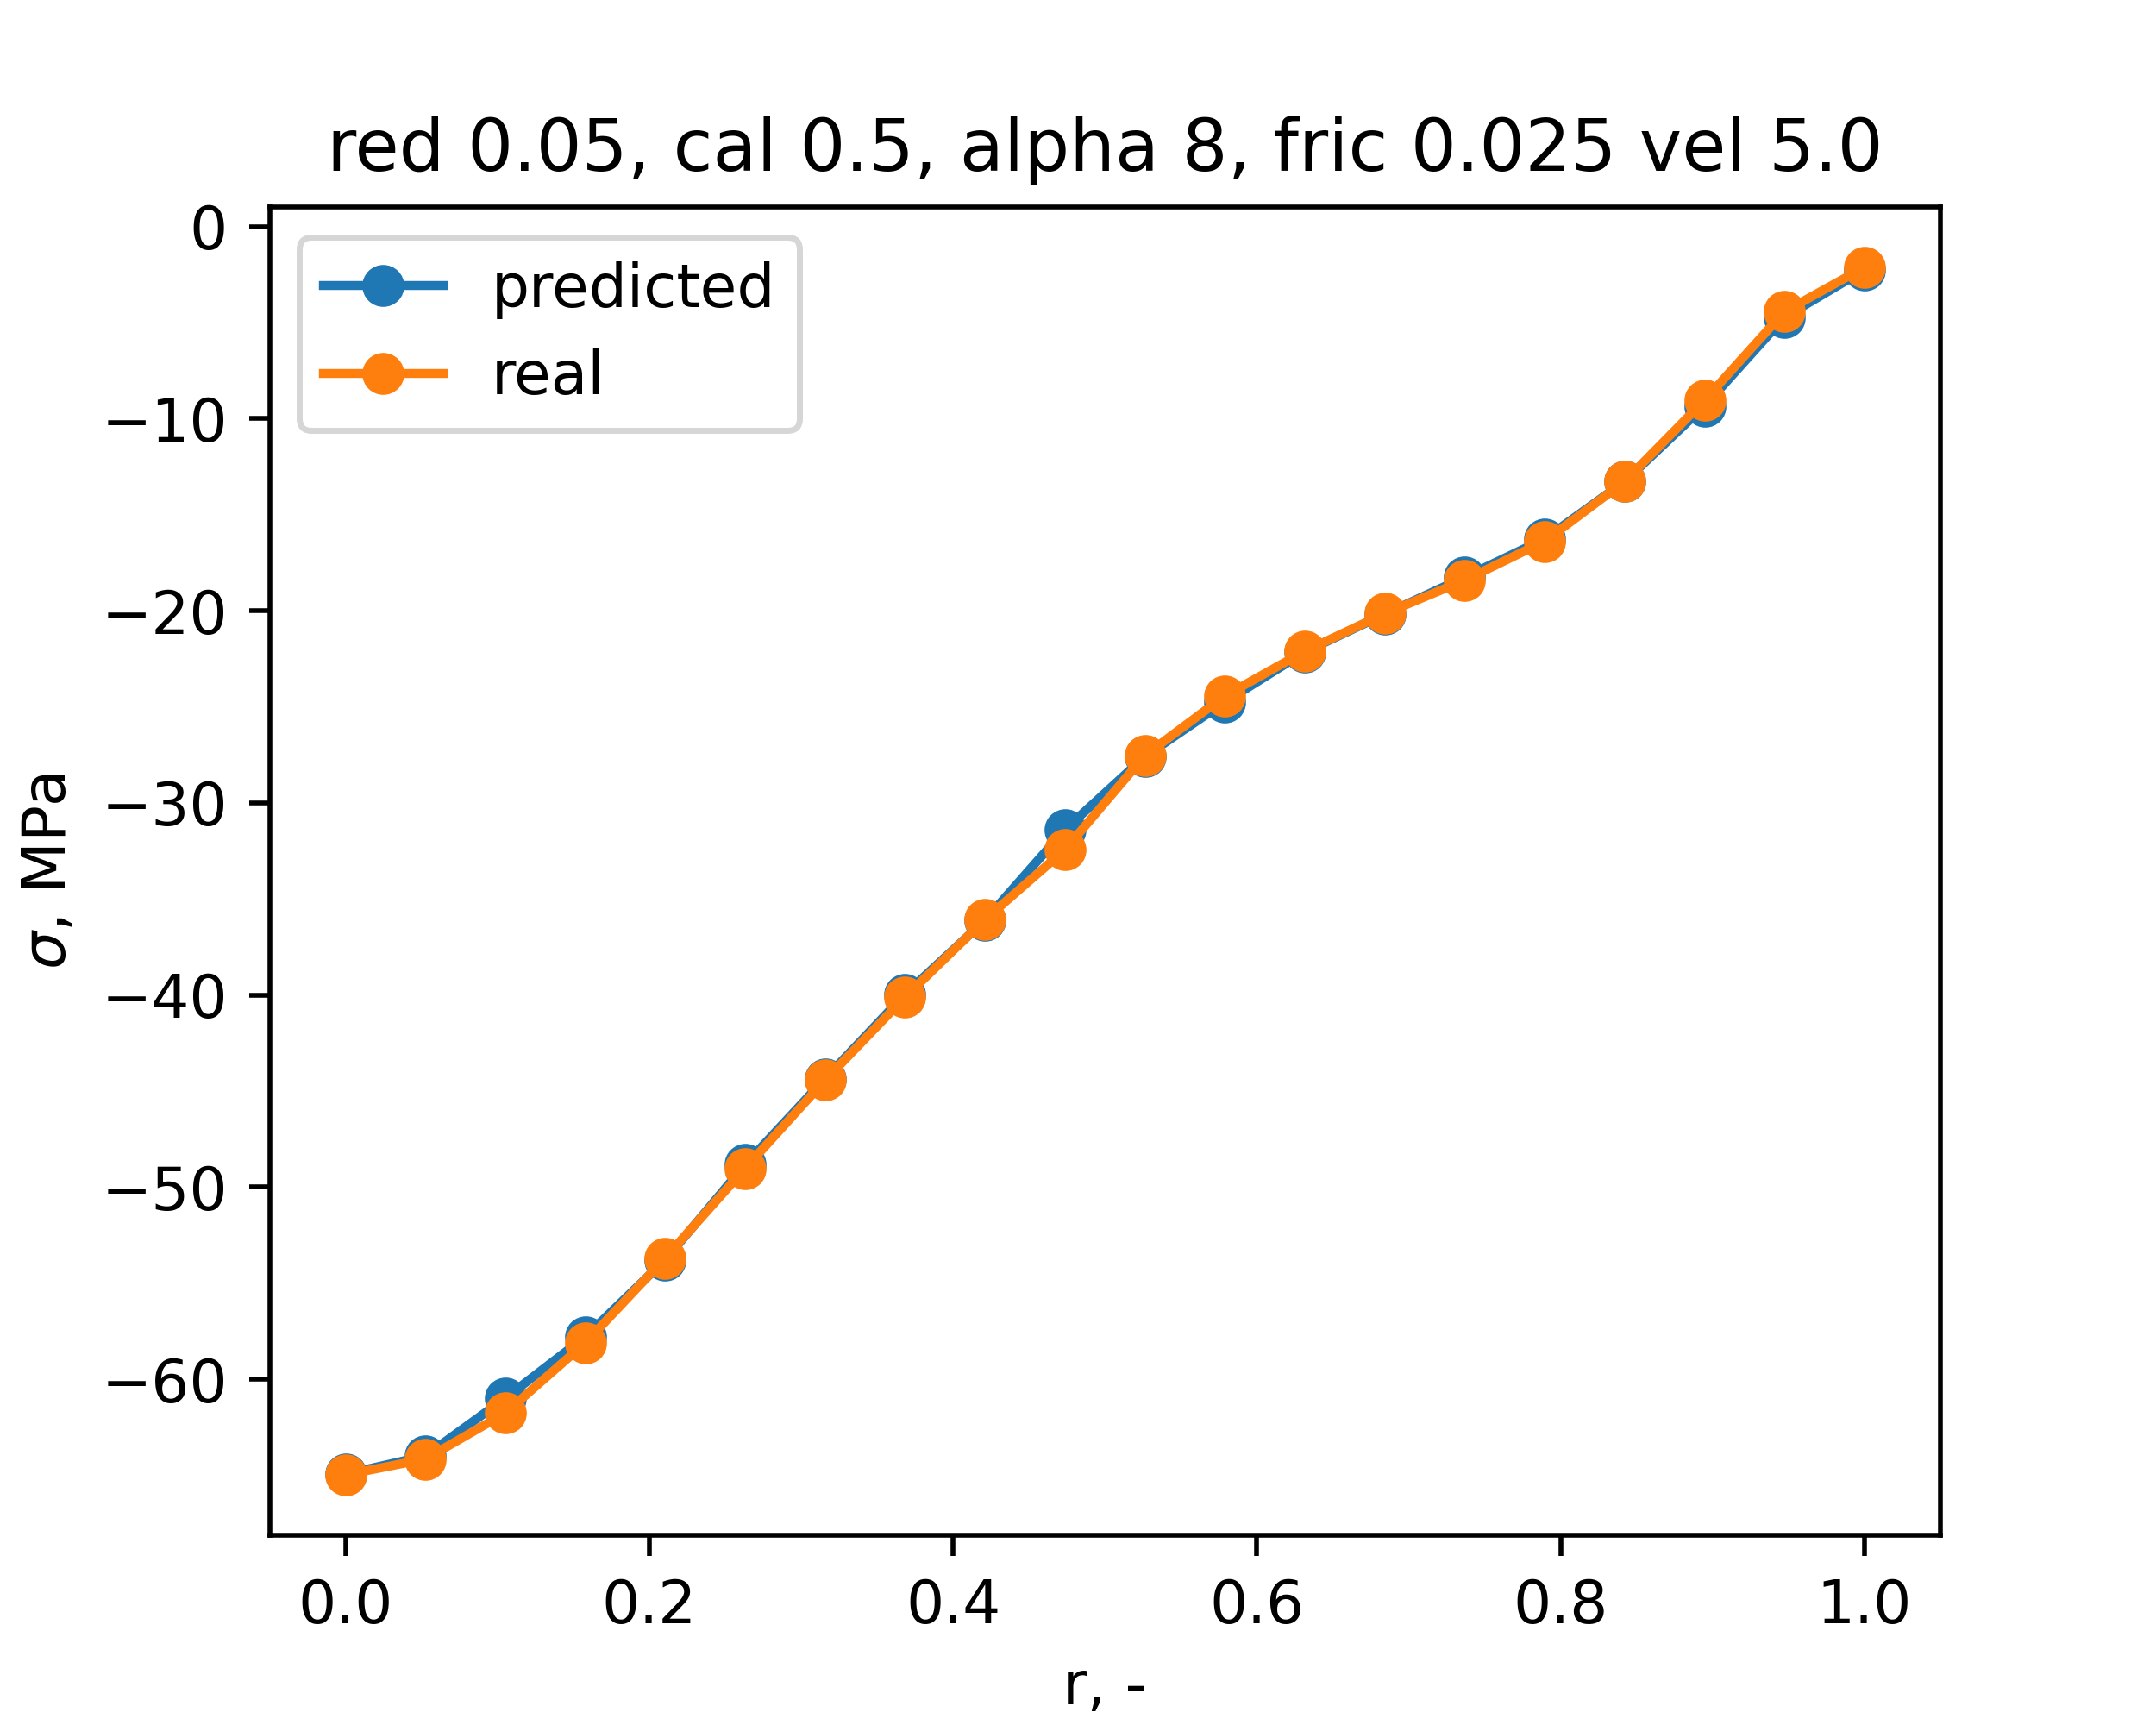 red 0.05, cal 0.5, alpha 8, fric 0.025 vel 5.0
predicted
real
0
−10
−20
−30
−40
−50
−60
σ, MPa
0.0 0.2 0.4 0.6 0.8 1.0
r, -